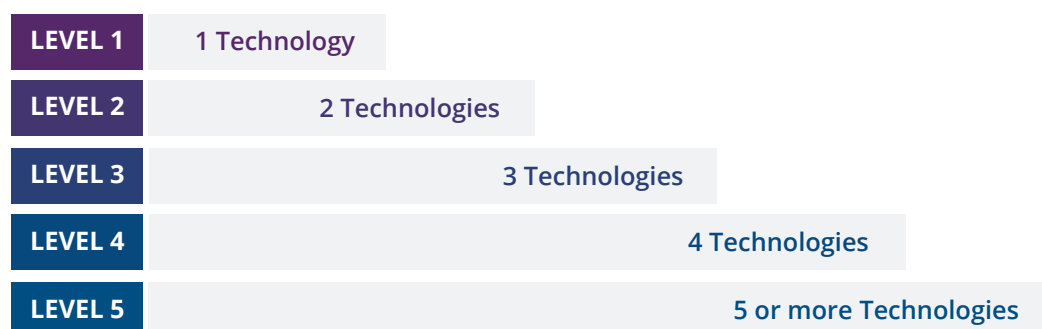 LEVEL 1 1 Technology
LEVEL 2 2 Technologies
LEVEL 3 3 Technologies
LEVEL 4 4 Technologies
LEVEL 5 5 or more Technologies